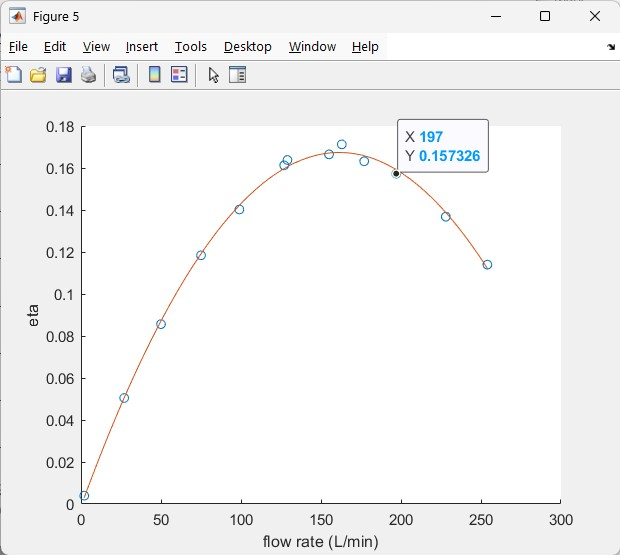 Figure 5
File Edit View Insert Tools Desktop Window Help
X 197
Y 0.157326
0.18
0.16
0.14
0.12
0.1
0.08
0.06
0.04
0.02
0
eta
0 50 100 150 200 250 300
flow rate (L/min)